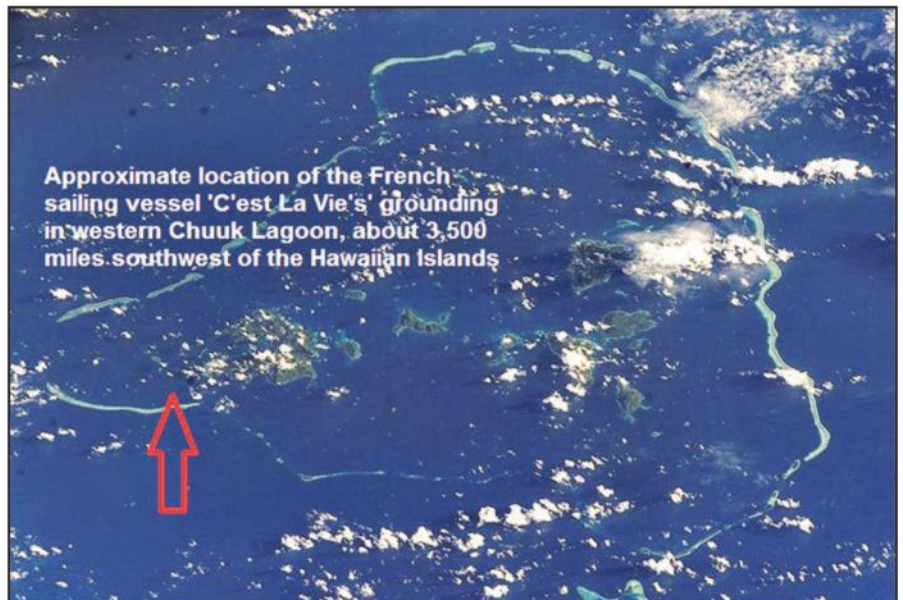 Approximate location of the French
sailing vessel 'C'est La Vie's' grounding
in western Chuuk Lagoon, about 3,500
miles southwest of the Hawaiian Islands